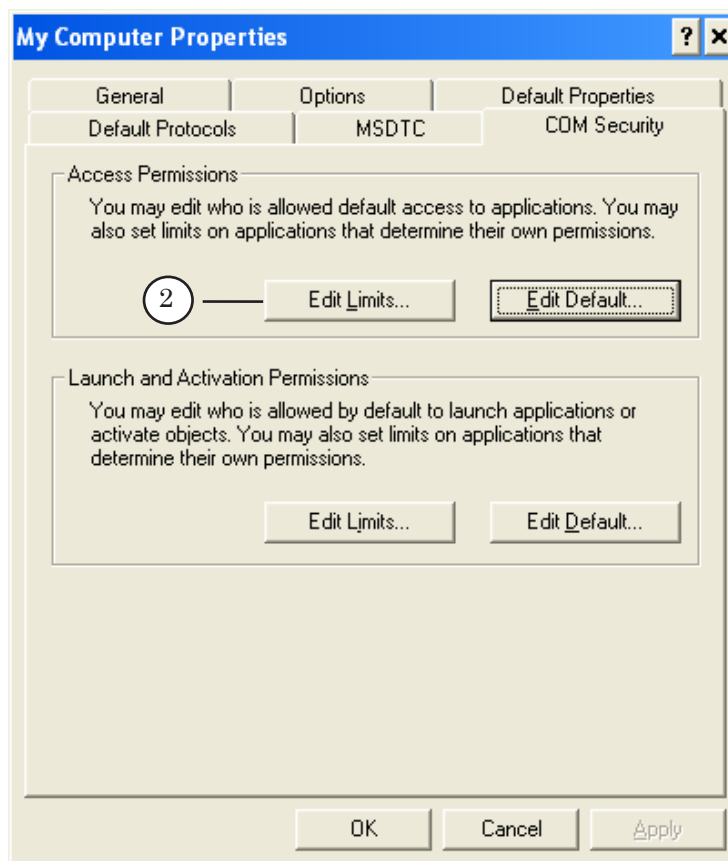 My Computer Properties
?
General Options Default Properties
Default Protocols MSDTC COM Security
Access Permissions
You may edit who is allowed default access to applications. You may
also set limits on applications that determine their own permissions.
2
Edit Limits... Edit Default...
Launch and Activation Permissions
You may edit who is allowed by default to launch applications or
activate objects. You may also set limits on applications that
determine their own permissions.
Edit Limits... Edit Default...
OK Cancel Apply